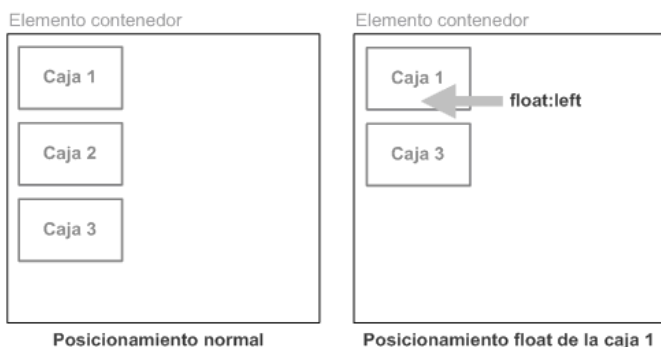 Elemento contenedor
Caja 1
Caja 2
Caja 3
Posicionamiento normal
Elemento contenedor
Caja 1
float:left
Caja 3
Posicionamiento float de la caja 1